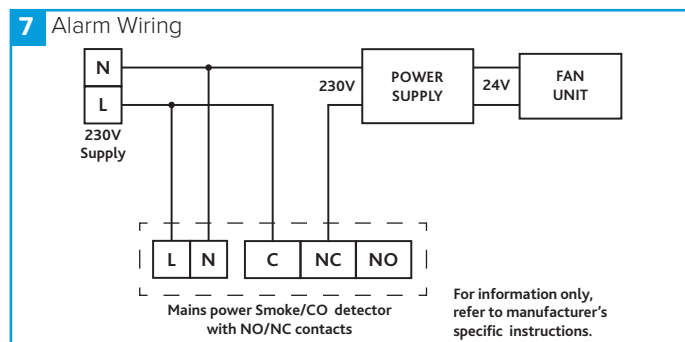 7 Alarm Wiring
N
L
230V
Supply
230V
POWER
SUPPLY
24V
FAN
UNIT
L N C NC NO
Mains power Smoke/CO detector
with NO/NC contacts
For information only,
refer to manufacturer's
specific instructions.